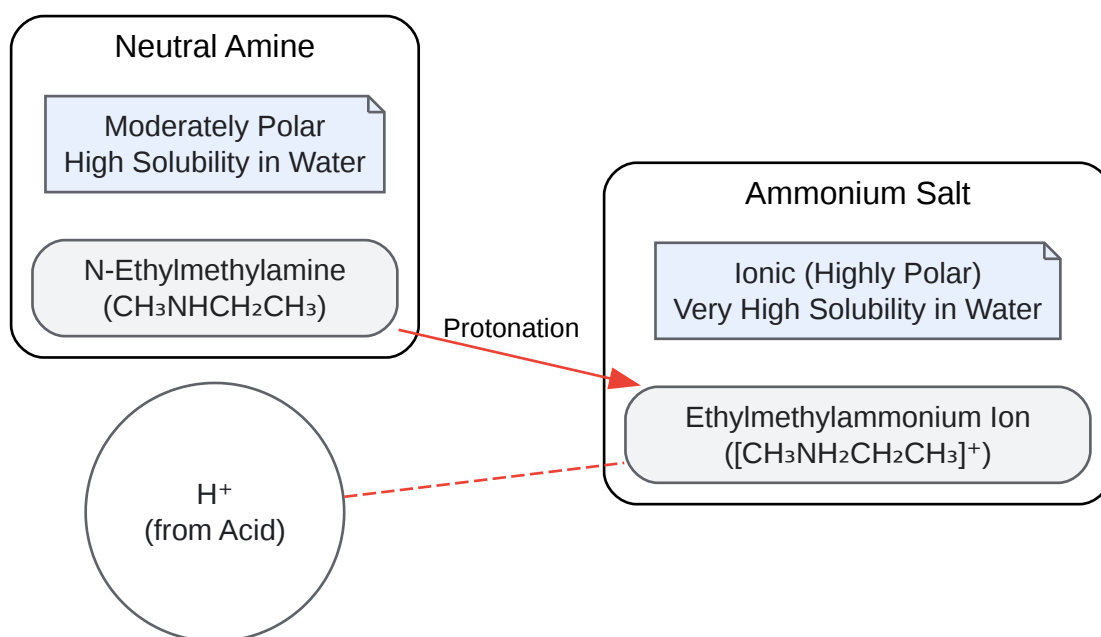 Neutral Amine
Moderately Polar
High Solubility in Water
N-Ethylmethylamine
(CH₃NHCH₂CH₃)
Protonation
H⁺
(from Acid)
Ammonium Salt
Ionic (Highly Polar)
Very High Solubility in Water
Ethylmethylammonium Ion
([CH₃NH₂CH₂CH₃]⁺)